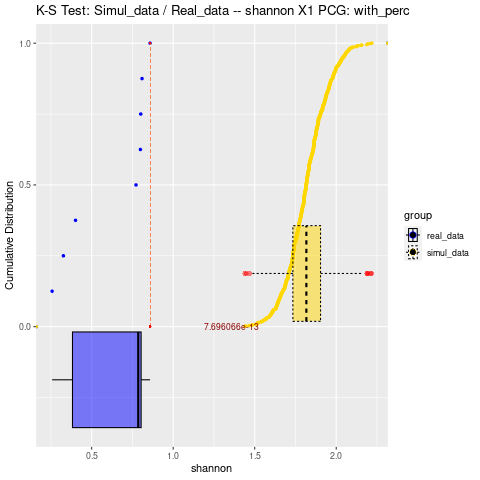 K-S Test: Simul_data / Real_data -- shannon X1 PCG: with_perc
1.0
0.5
0.0
Cumulative Distribution
7.696066e-13
0.5
1.0
1.5
2.0
shannon
group
real_data
simul_data